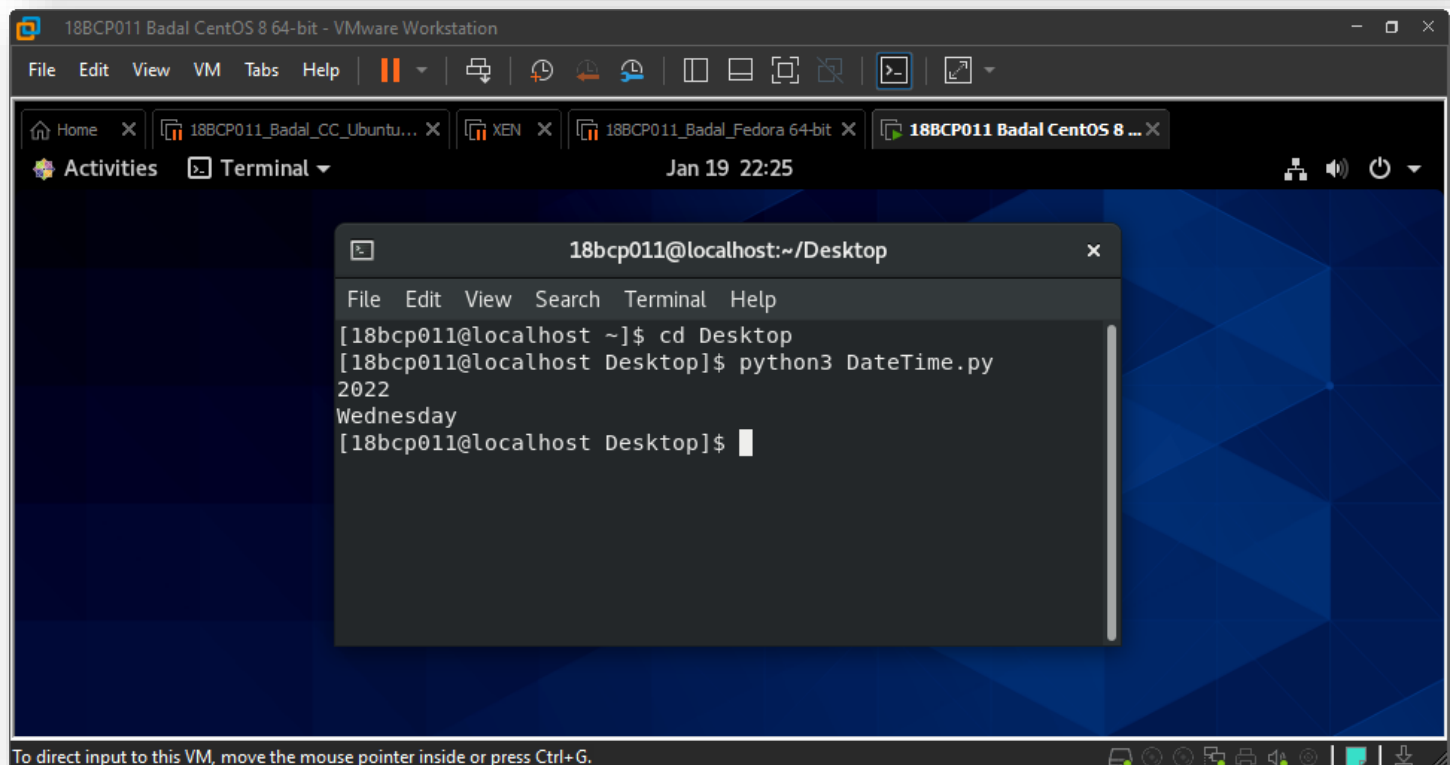 18BCP011 Badal CentOS 8 64-bit - VMware Workstation
File Edit View VM Tabs Help
Home 18BCP011_Badal_CC_Ubuntu... XEN 18BCP011_Badal_Fedora 64-bit 18BCP011 Badal CentOS 8 ...
Activities Terminal Jan 19 22:25
18bcp011@localhost:~/Desktop
File Edit View Search Terminal Help
[18bcp011@localhost ~]$ cd Desktop
[18bcp011@localhost Desktop]$ python3 DateTime.py
2022
Wednesday
[18bcp011@localhost Desktop]$
To direct input to this VM, move the mouse pointer inside or press Ctrl+G.